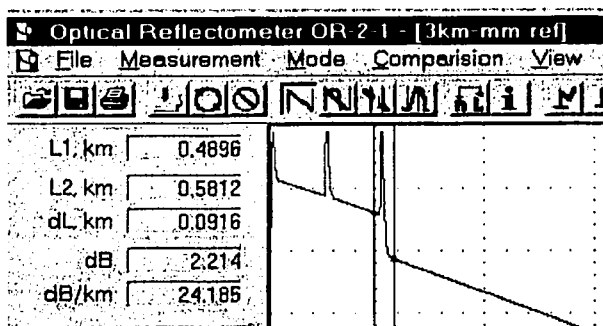 Optical Reflectometer OR-2-1 - [3km-mm ref]
File Measurement Mode Comparision View
L1, km 0.4896
L2, km 0.5812
dL, km 0.0916
dB 2.214
dB/km 24.185